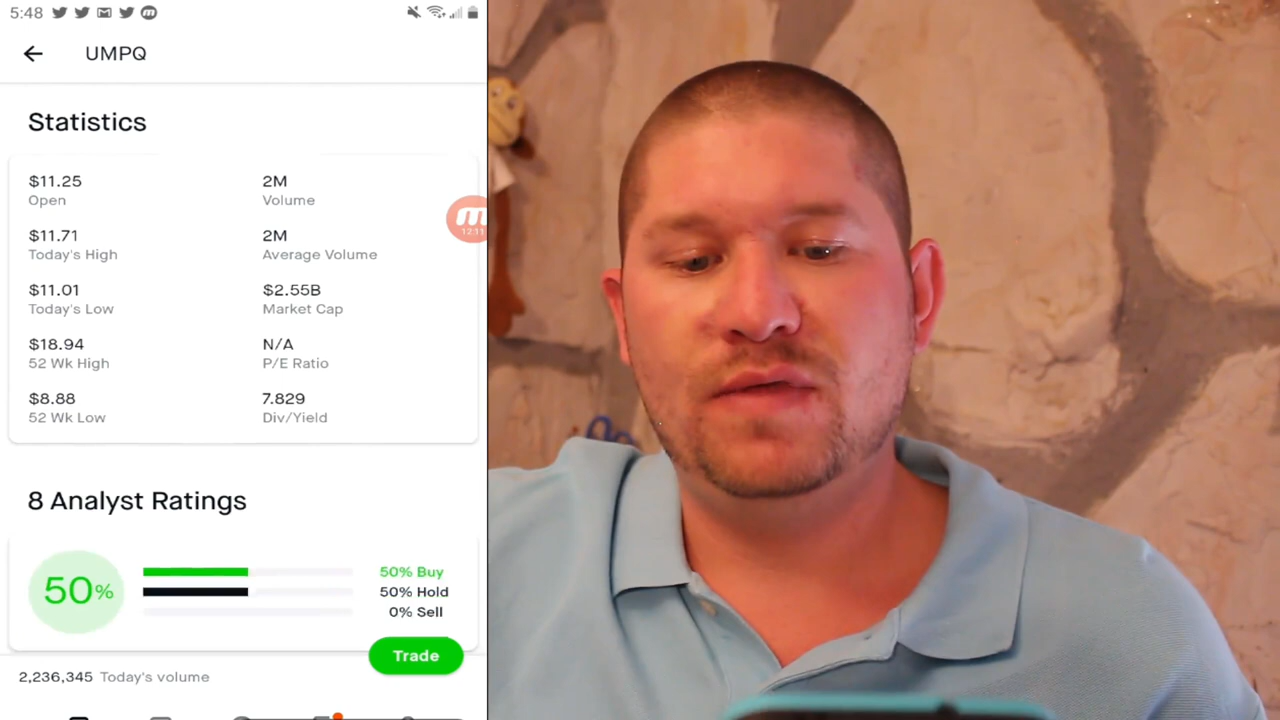 5:48
UMPQ
Statistics
$11.25 2M
Open Volume
$11.71 2M
Today's High Average Volume
$11.01 $2.55B
Today's Low Market Cap
$18.94 N/A
52 Wk High P/E Ratio
$8.88 7.829
52 Wk Low Div/Yield
12:11
8 Analyst Ratings
50% 50% Buy
50% Hold
0% Sell
Trade
2,236,345 Today's volume